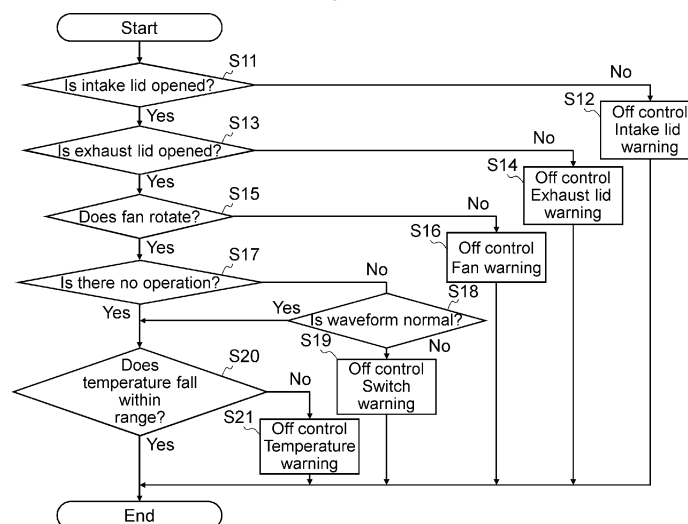 Start
S11
Is intake lid opened?
No
Yes
S12
Off control
Intake lid
warning
S13
Is exhaust lid opened?
No
Yes
S14
Off control
Exhaust lid
warning
S15
Does fan rotate?
No
Yes
S16
Off control
Fan warning
S17
Is there no operation?
No
Yes
S18
Is waveform normal?
Yes
No
S19
Off control
Switch
warning
S20
Does
temperature fall
within
range?
No
Yes
S21
Off control
Temperature
warning
End